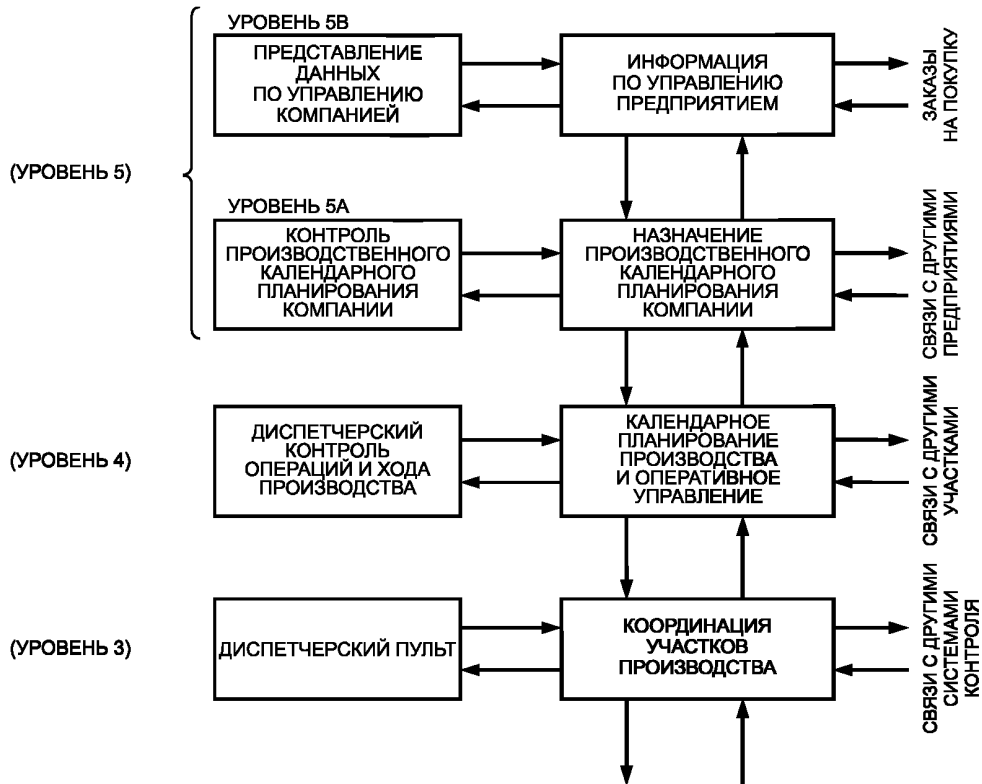 УРОВЕНЬ 5В
ПРЕДСТАВЛЕНИЕ
ДАННЫХ
ПО УПРАВЛЕНИЮ
КОМПАНИЕЙ
ИНФОРМАЦИЯ
ПО УПРАВЛЕНИЮ
ПРЕДПРИЯТИЕМ
ЗАКАЗЫ
НА ПОКУПКУ
(УРОВЕНЬ 5)
УРОВЕНЬ 5А
КОНТРОЛЬ
ПРОИЗВОДСТВЕННОГО
КАЛЕНДАРНОГО
ПЛАНИРОВАНИЯ
КОМПАНИИ
НАЗНАЧЕНИЕ
ПРОИЗВОДСТВЕННОГО
КАЛЕНДАРНОГО
ПЛАНИРОВАНИЯ
КОМПАНИИ
СВЯЗИ С ДРУГИМИ
ПРЕДПРИЯТИЯМИ
(УРОВЕНЬ 4)
ДИСПЕТЧЕРСКИЙ
КОНТРОЛЬ
ОПЕРАЦИЙ И ХОДА
ПРОИЗВОДСТВА
КАЛЕНДАРНОЕ
ПЛАНИРОВАНИЕ
ПРОИЗВОДСТВА
И ОПЕРАТИВНОЕ
УПРАВЛЕНИЕ
СВЯЗИ С ДРУГИМИ
УЧАСТКАМИ
(УРОВЕНЬ 3)
ДИСПЕТЧЕРСКИЙ ПУЛЬТ
КООРДИНАЦИЯ
УЧАСТКОВ
ПРОИЗВОДСТВА
СВЯЗИ С ДРУГИМИ
СИСТЕМАМИ
КОНТРОЛЯ